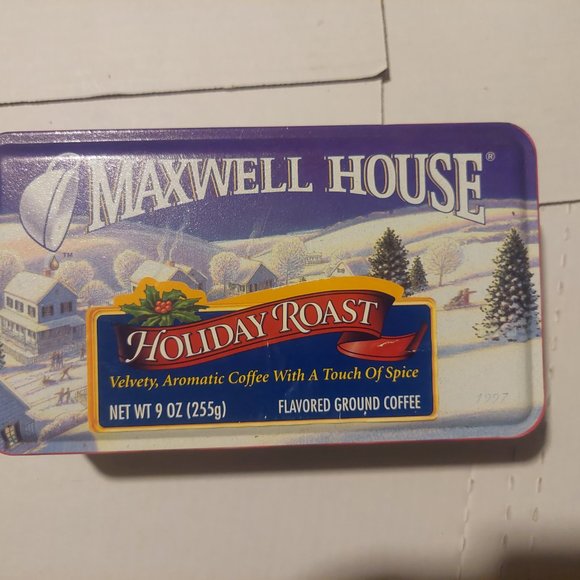 MAXWELL HOUSE®
™
HOLIDAY ROAST
Velvety, Aromatic Coffee With A Touch Of Spice
NET WT 9 OZ (255g) FLAVORED GROUND COFFEE
1997